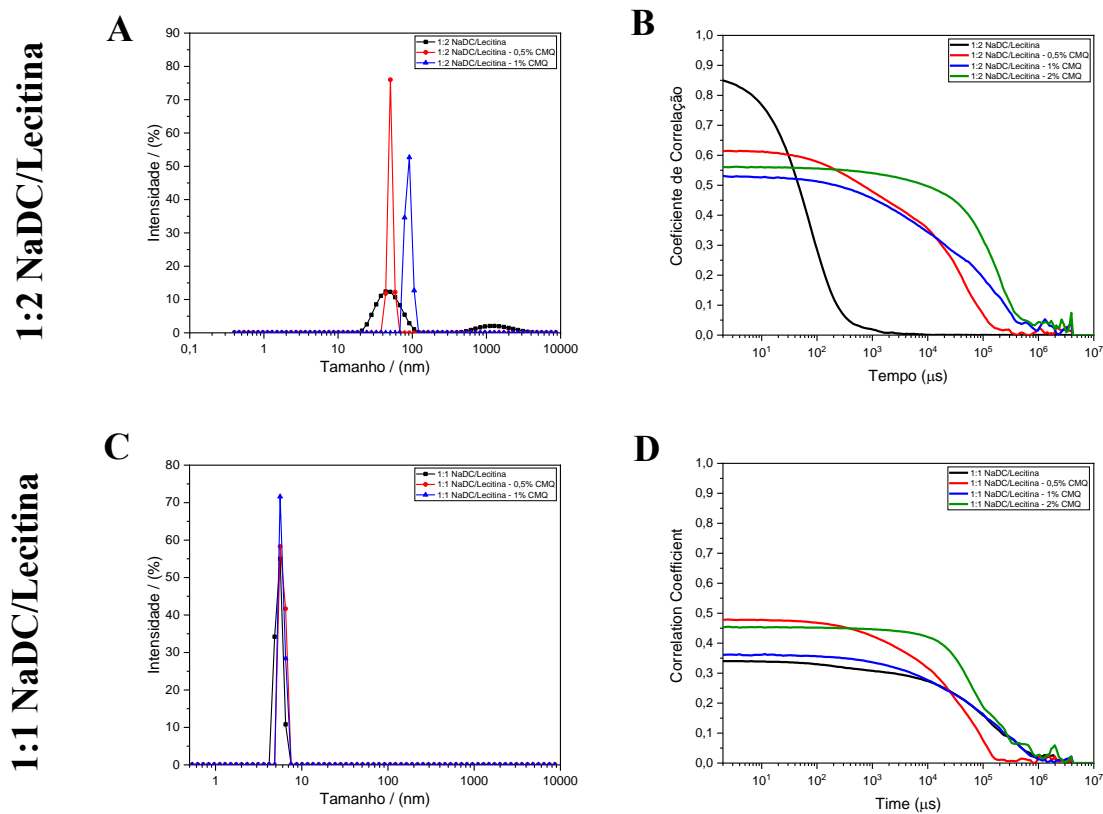 1:2 NaDC/Lecitina
A
1:2 NaDC/Lecitina
1:2 NaDC/Lecitina - 0,5% CMQ
1:2 NaDC/Lecitina - 1% CMQ
Intensidade / (%)
90
80
70
60
50
40
30
20
10
0
0,1 1 10 100 1000 10000
Tamanho / (nm)
B
1:2 NaDC/Lecitina
1:2 NaDC/Lecitina - 0,5% CMQ
1:2 NaDC/Lecitina - 1% CMQ
1:2 NaDC/Lecitina - 2% CMQ
Coeficiente de Correlação
1,0
0,9
0,8
0,7
0,6
0,5
0,4
0,3
0,2
0,1
0,0
10¹ 10² 10³ 10⁴ 10⁵ 10⁶ 10⁷
Tempo (μs)
1:1 NaDC/Lecitina
C
1:1 NaDC/Lecitina
1:1 NaDC/Lecitina - 0,5% CMQ
1:1 NaDC/Lecitina - 1% CMQ
Intensidade / (%)
80
70
60
50
40
30
20
10
0
1 10 100 1000 10000
Tamanho / (nm)
D
1:1 NaDC/Lecitina
1:1 NaDC/Lecitina - 0,5% CMQ
1:1 NaDC/Lecitina - 1% CMQ
1:1 NaDC/Lecitina - 2% CMQ
Correlation Coefficient
1,0
0,9
0,8
0,7
0,6
0,5
0,4
0,3
0,2
0,1
0,0
10¹ 10² 10³ 10⁴ 10⁵ 10⁶ 10⁷
Time (μs)